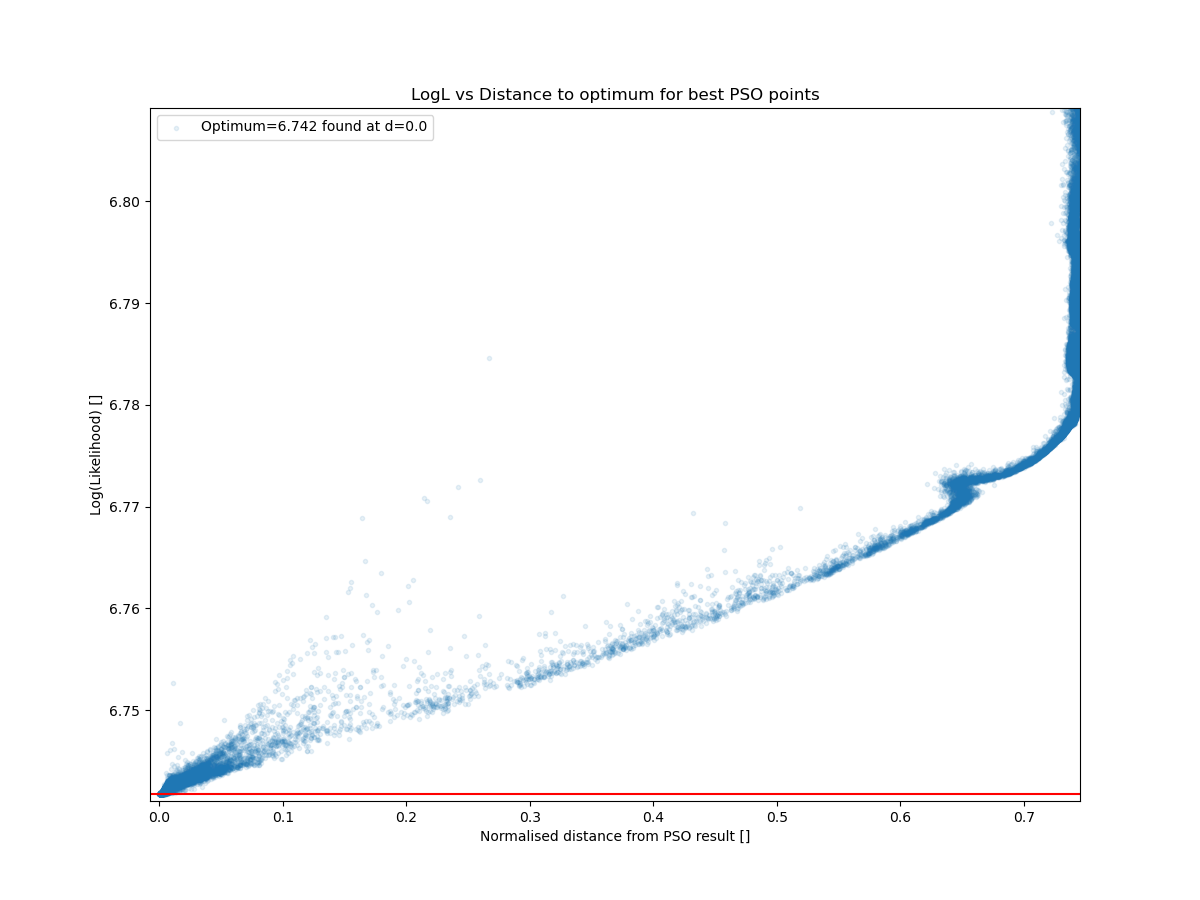 LogL vs Distance to optimum for best PSO points
Optimum=6.742 found at d=0.0
6.80
6.79
6.78
6.77
6.76
6.75
Log(Likelihood) []
0.0 0.1 0.2 0.3 0.4 0.5 0.6 0.7
Normalised distance from PSO result []